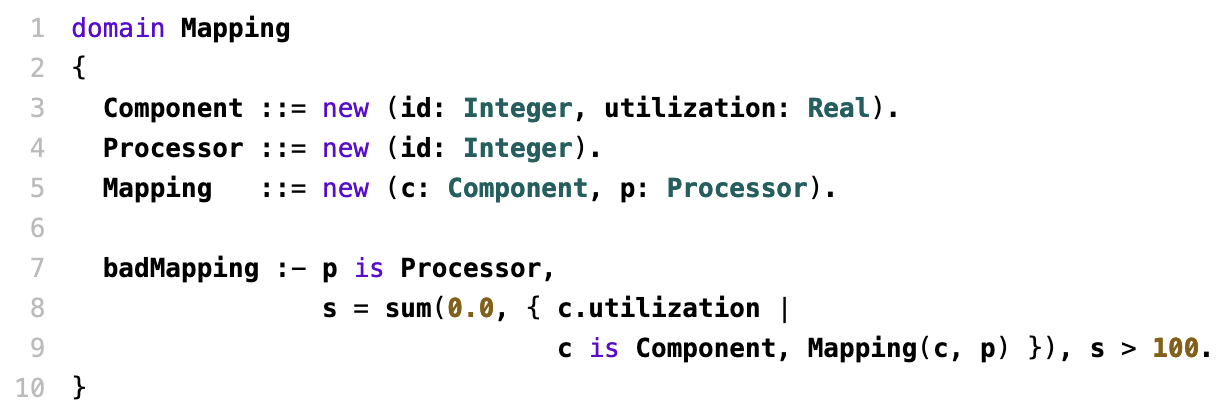 1 domain Mapping
2 {
3   Component ::= new (id: Integer, utilization: Real).
4   Processor ::= new (id: Integer).
5   Mapping   ::= new (c: Component, p: Processor).
6
7   badMapping :- p is Processor,
8                 s = sum(0.0, { c.utilization |
9                                c is Component, Mapping(c, p) }), s > 100.
10 }